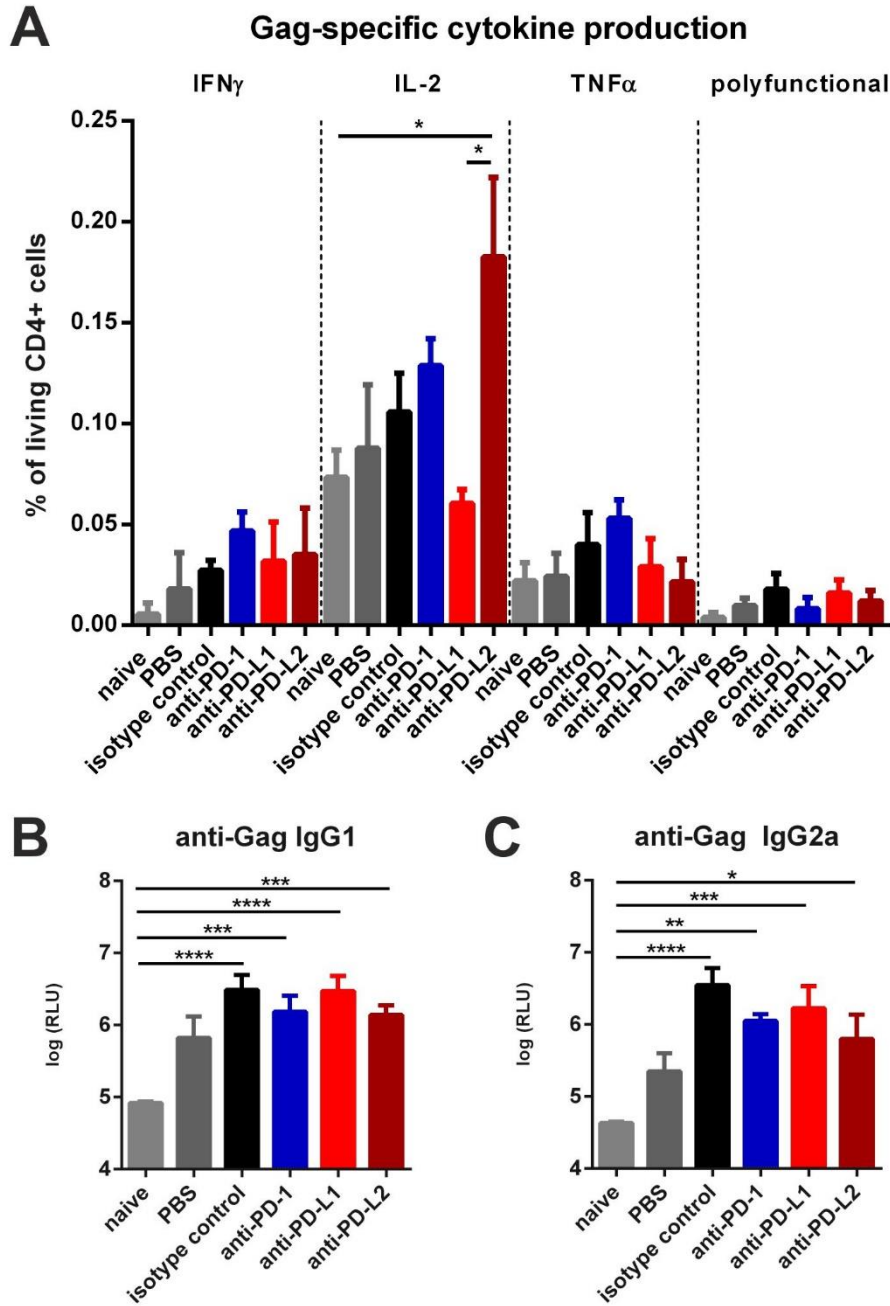 A
Gag-specific cytokine production
IFNγ IL-2 TNFα polyfunctional
% of living CD4+ cells
0.25
0.20
0.15
0.10
0.05
0.00
*
*
naive
PBS
isotype control
anti-PD-1
anti-PD-L1
anti-PD-L2
naive
PBS
isotype control
anti-PD-1
anti-PD-L1
anti-PD-L2
naive
PBS
isotype control
anti-PD-1
anti-PD-L1
anti-PD-L2
naive
PBS
isotype control
anti-PD-1
anti-PD-L1
anti-PD-L2
B
anti-Gag IgG1
log (RLU)
8
7
6
5
4
***
****
***
****
naive
PBS
isotype control
anti-PD-1
anti-PD-L1
anti-PD-L2
C
anti-Gag IgG2a
log (RLU)
8
7
6
5
4
*
***
**
****
naive
PBS
isotype control
anti-PD-1
anti-PD-L1
anti-PD-L2